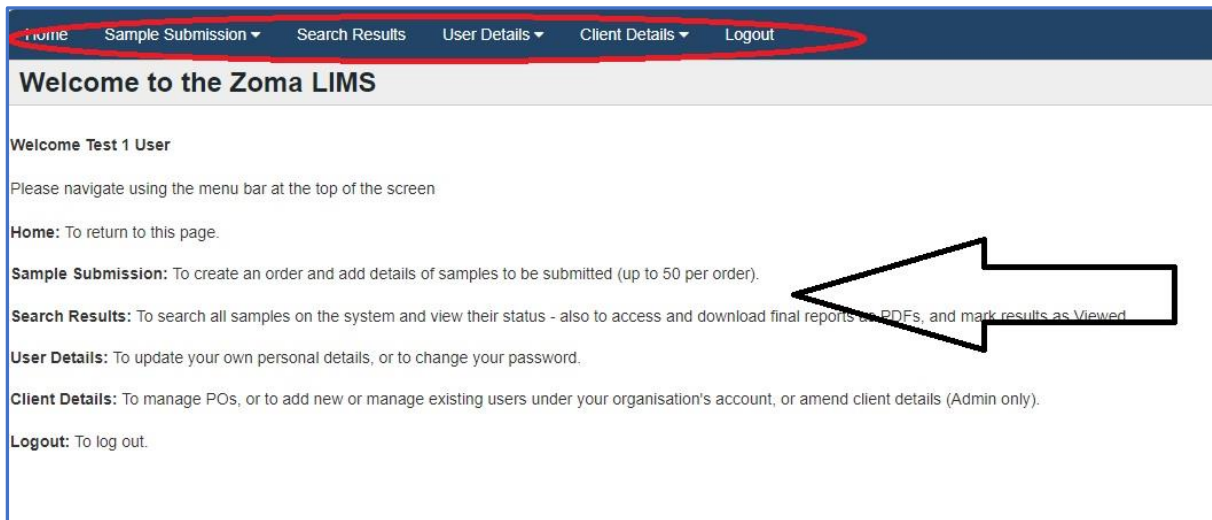 Home Sample Submission Search Results User Details Client Details Logout
Welcome to the Zoma LIMS
Welcome Test 1 User
Please navigate using the menu bar at the top of the screen
Home: To return to this page.
Sample Submission: To create an order and add details of samples to be submitted (up to 50 per order).
Search Results: To search all samples on the system and view their status - also to access and download final reports as PDFs, and mark results as Viewed
User Details: To update your own personal details, or to change your password.
Client Details: To manage POs, or to add new or manage existing users under your organisation's account, or amend client details (Admin only).
Logout: To log out.